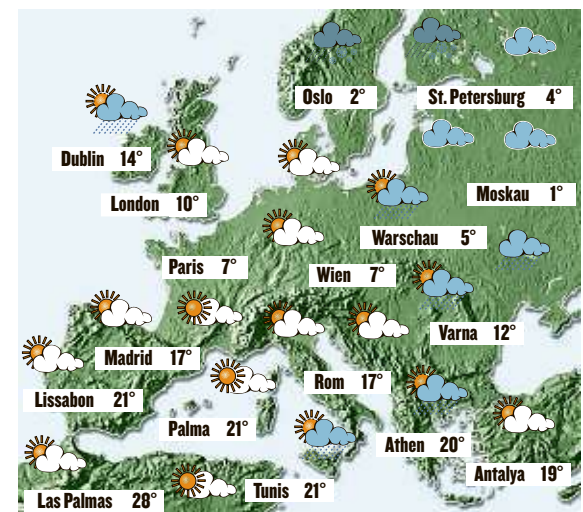 Oslo 2°
St. Petersburg 4°
Dublin 14°
London 10°
Moskau 1°
Warschau 5°
Paris 7°
Wien 7°
Varna 12°
Madrid 17°
Rom 17°
Lissabon 21°
Palma 21°
Athen 20°
Antalya 19°
Las Palmas 28°
Tunis 21°